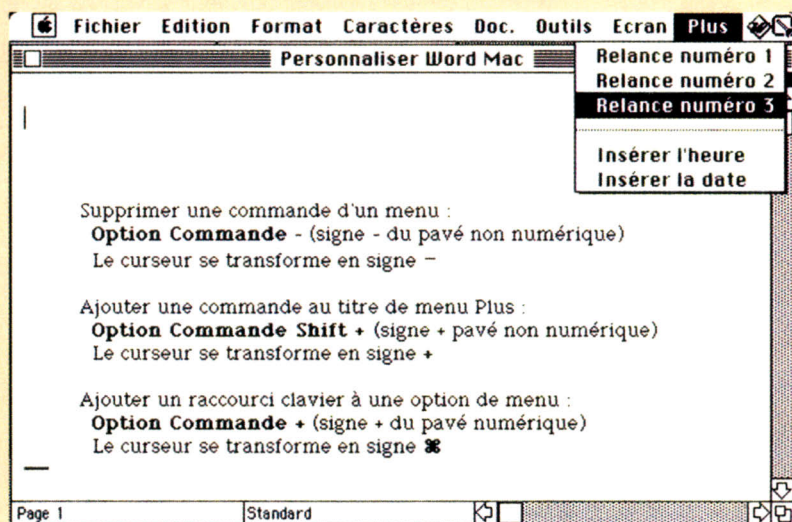 Fichier Edition Format Caractères Doc. Outils Ecran Plus
Personnaliser Word Mac
Relance numéro 1
Relance numéro 2
Relance numéro 3
Insérer l'heure
Insérer la date
Supprimer une commande d'un menu :
Option Commande - (signe - du pavé non numérique)
Le curseur se transforme en signe −
Ajouter une commande au titre de menu Plus :
Option Commande Shift + (signe + pavé non numérique)
Le curseur se transforme en signe +
Ajouter un raccourci clavier à une option de menu :
Option Commande + (signe + du pavé numérique)
Le curseur se transforme en signe ⌘
Page 1 Standard